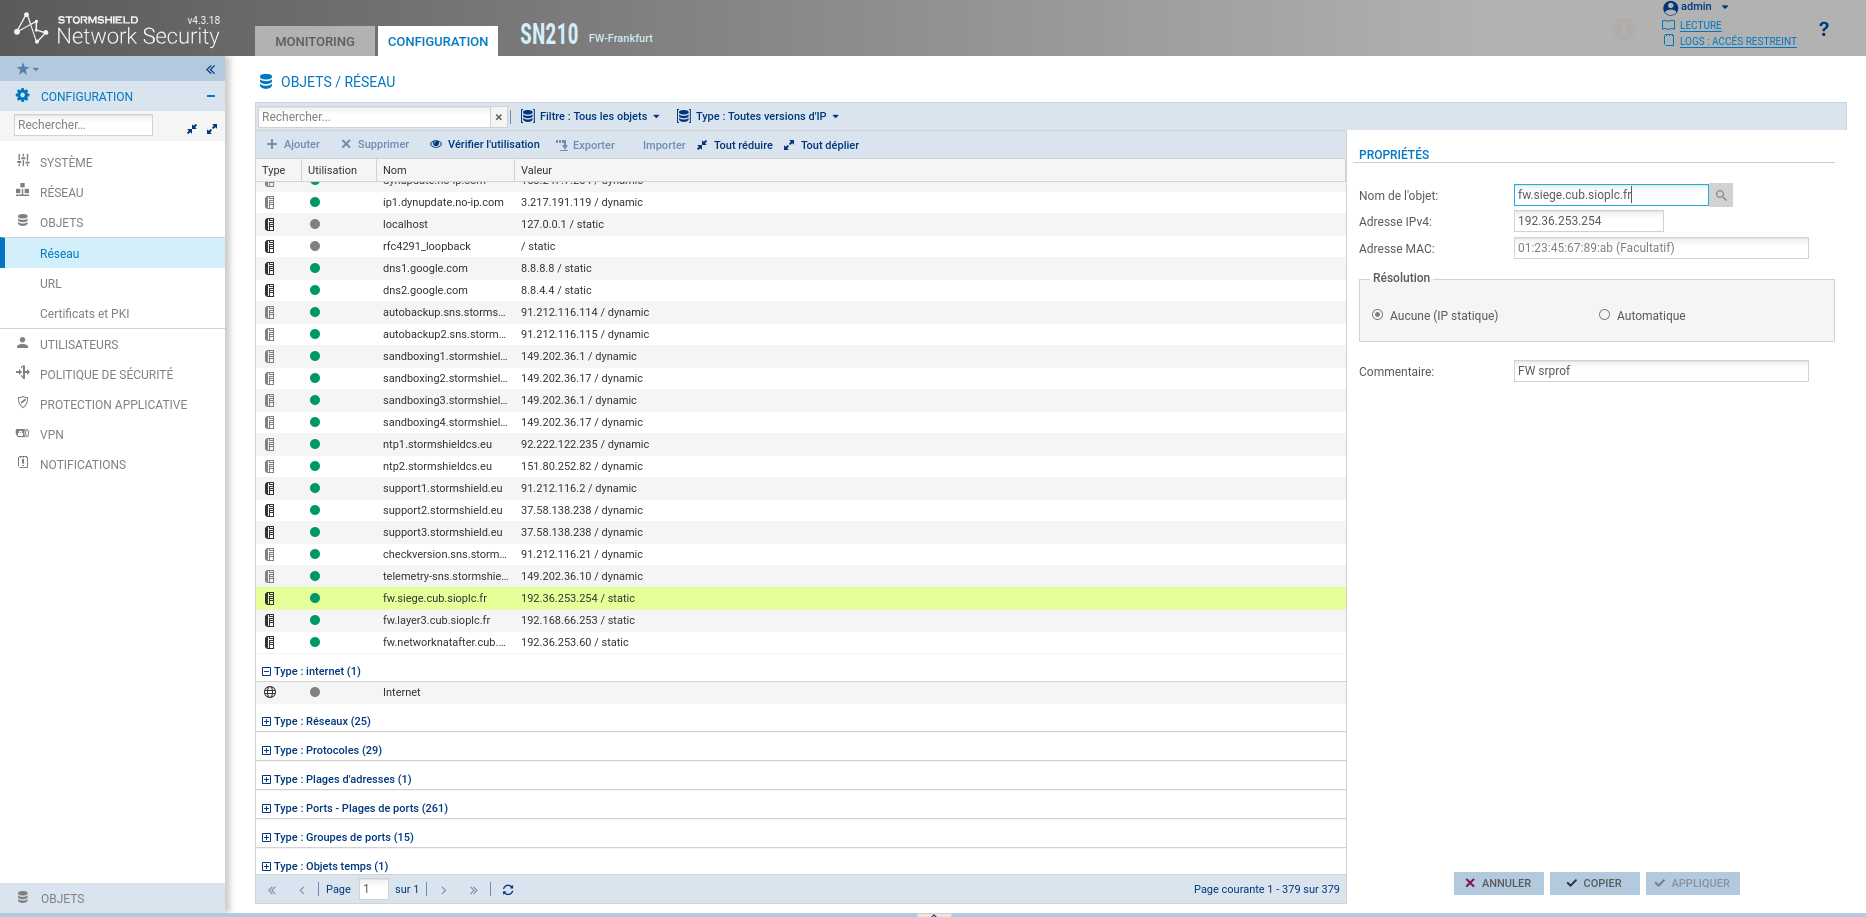 STORMSHIELD v4.3.18
Network Security
MONITORING
CONFIGURATION
SN210 FW-Frankfurt
admin
LECTURE
LOGS : ACCÈS RESTREINT
?
CONFIGURATION
Rechercher...
SYSTÈME
RÉSEAU
OBJETS
Réseau
URL
Certificats et PKI
UTILISATEURS
POLITIQUE DE SÉCURITÉ
PROTECTION APPLICATIVE
VPN
NOTIFICATIONS
OBJETS
OBJETS / RÉSEAU
Rechercher... Filtre : Tous les objets Type : Toutes versions d'IP
Ajouter Supprimer Vérifier l'utilisation Exporter Importer Tout réduire Tout déplier
Type Utilisation Nom Valeur
ip1.dynupdate.no-ip.com 3.217.191.119 / dynamic
localhost 127.0.0.1 / static
rfc4291_loopback / static
dns1.google.com 8.8.8.8 / static
dns2.google.com 8.8.4.4 / static
autobackup.sns.storms... 91.212.116.114 / dynamic
autobackup2.sns.storm... 91.212.116.115 / dynamic
sandboxing1.stormshiel... 149.202.36.1 / dynamic
sandboxing2.stormshiel... 149.202.36.17 / dynamic
sandboxing3.stormshiel... 149.202.36.1 / dynamic
sandboxing4.stormshiel... 149.202.36.17 / dynamic
ntp1.stormshieldcs.eu 92.222.122.235 / dynamic
ntp2.stormshieldcs.eu 151.80.252.82 / dynamic
support1.stormshield.eu 91.212.116.2 / dynamic
support2.stormshield.eu 37.58.138.238 / dynamic
support3.stormshield.eu 37.58.138.238 / dynamic
checkversion.sns.storm... 91.212.116.21 / dynamic
telemetry-sns.stormshie... 149.202.36.10 / dynamic
fw.siege.cub.sioplc.fr 192.36.253.254 / static
fw.layer3.cub.sioplc.fr 192.168.66.253 / static
fw.networknatafter.cub.... 192.36.253.60 / static
Type : internet (1)
Internet
Type : Réseaux (25)
Type : Protocoles (29)
Type : Plages d'adresses (1)
Type : Ports - Plages de ports (261)
Type : Groupes de ports (15)
Type : Objets temps (1)
Page 1 sur 1 Page courante 1 - 379 sur 379
PROPRIÉTÉS
Nom de l'objet: fw.siege.cub.sioplc.fr
Adresse IPv4: 192.36.253.254
Adresse MAC: 01:23:45:67:89:ab (Facultatif)
Résolution
Aucune (IP statique) Automatique
Commentaire: FW srprof
ANNULER COPIER APPLIQUER